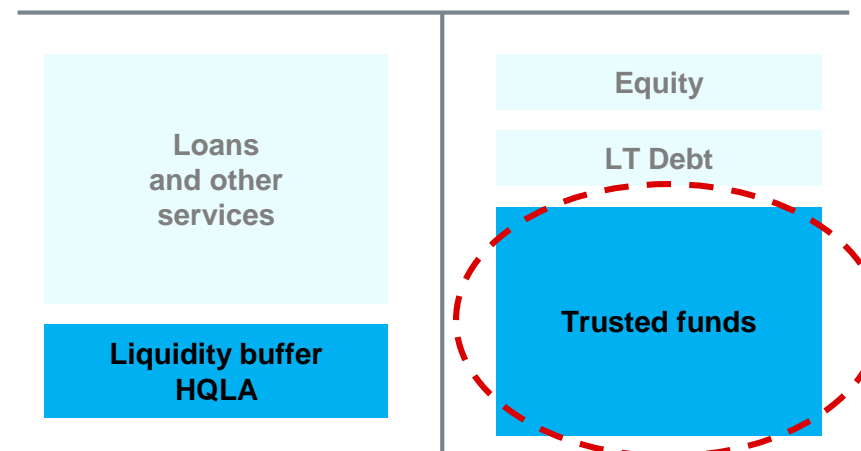 Loans
and other
services
Liquidity buffer
HQLA
Equity
LT Debt
Trusted funds